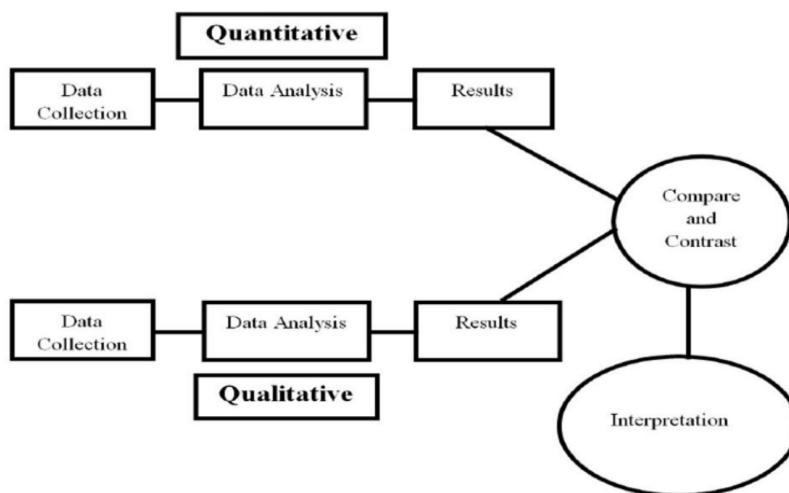 Quantitative
Data
Collection
Data Analysis
Results
Compare
and
Contrast
Data
Collection
Data Analysis
Results
Qualitative
Interpretation